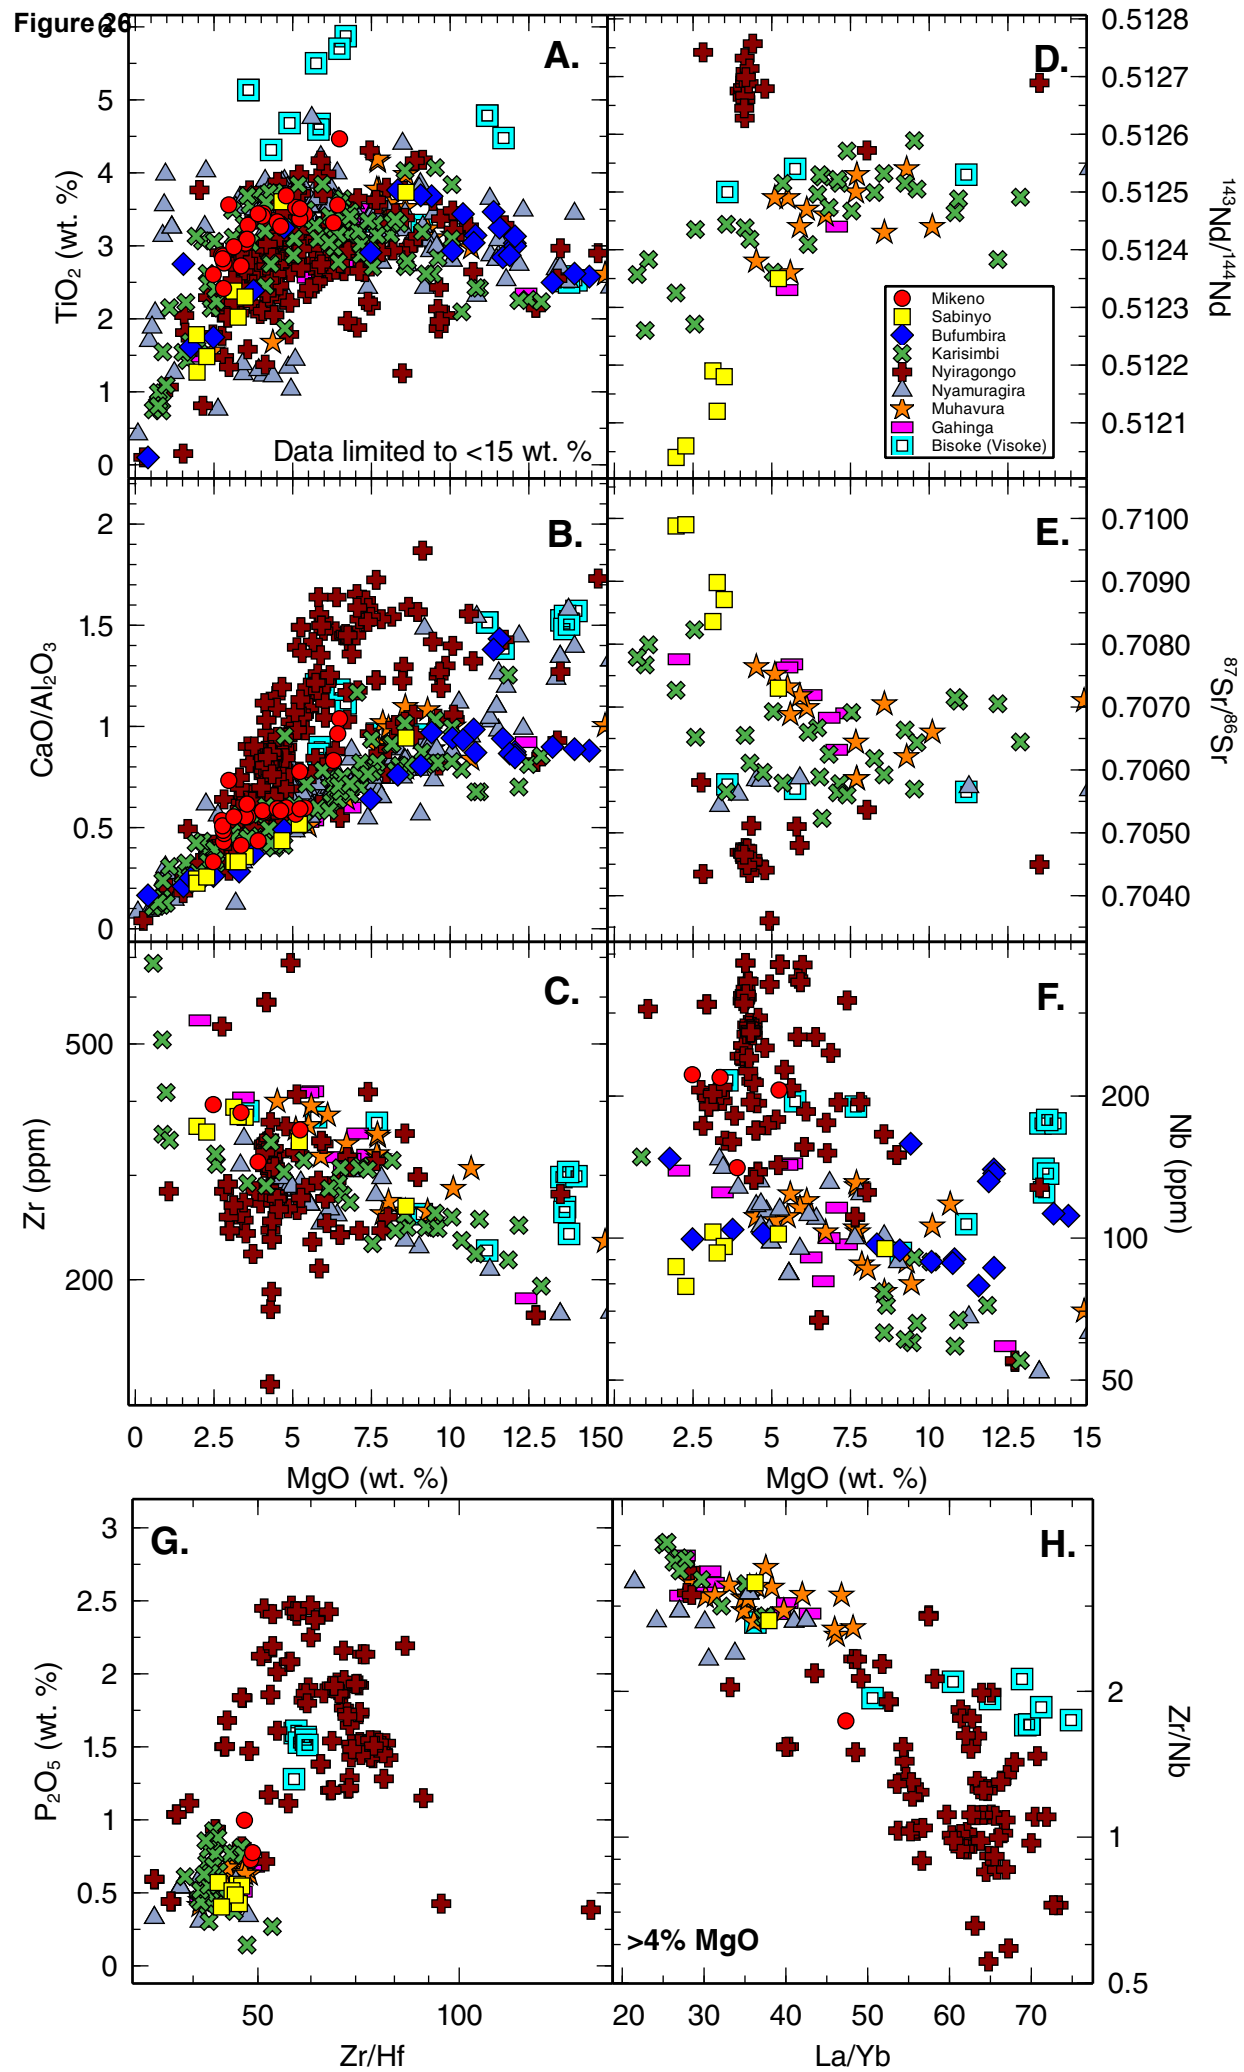 Figure 26
A.
6
5
4
3
2
1
0
TiO2 (wt. %)
Data limited to <15 wt. %
D.
0.5128
0.5127
0.5126
0.5125
0.5124
0.5123
0.5122
0.5121
143Nd/144Nd
Mikeno
Sabinyo
Bufumbira
Karisimbi
Nyiragongo
Nyamuragira
Muhavura
Gahinga
Bisoke (Visoke)
B.
2
1.5
1
0.5
0
CaO/Al2O3
E.
0.7100
0.7090
0.7080
0.7070
0.7060
0.7050
0.7040
87Sr/86Sr
C.
500
200
Zr (ppm)
0 2.5 5 7.5 10 12.5 15
MgO (wt. %)
F.
200
100
50
Nb (ppm)
0 2.5 5 7.5 10 12.5 15
MgO (wt. %)
G.
3
2.5
2
1.5
1
0.5
0
P2O5 (wt. %)
50 100
Zr/Hf
H.
2
1
0.5
Zr/Nb
>4% MgO
20 30 40 50 60 70
La/Yb